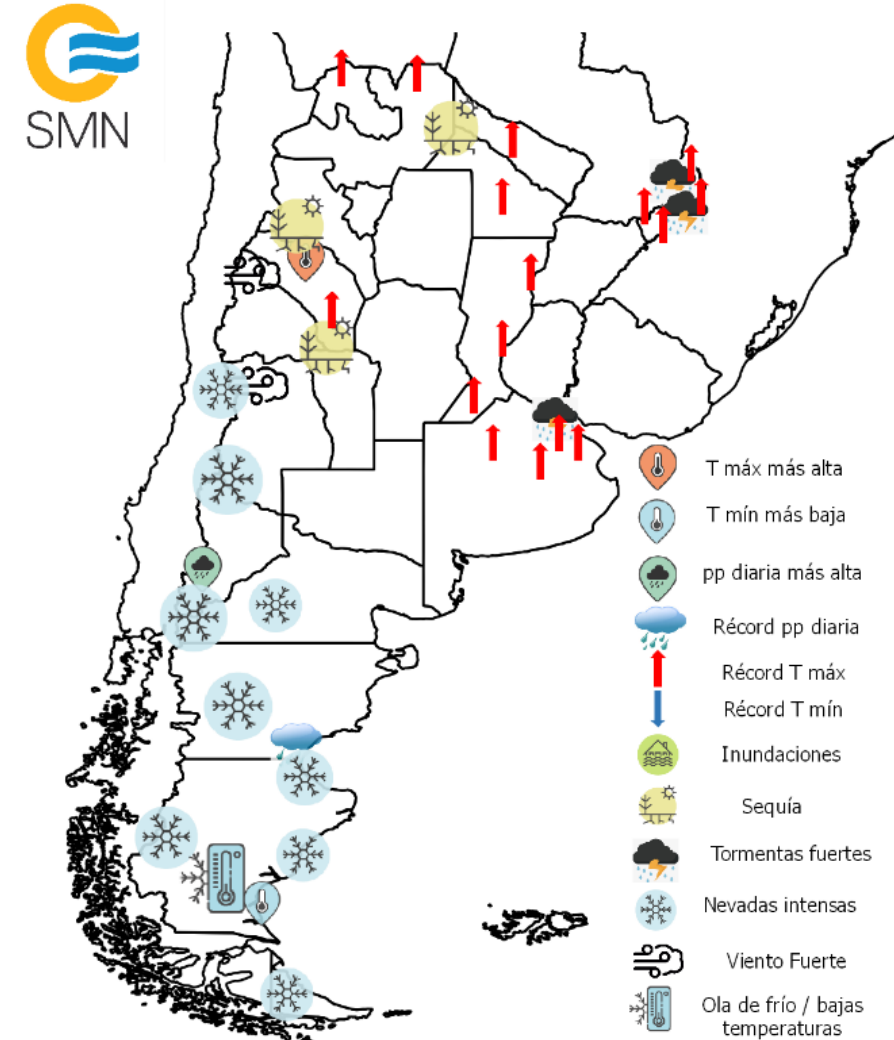 SMN
T máx más alta
T mín más baja
pp diaria más alta
Récord pp diaria
Récord T máx
Récord T mín
Inundaciones
Sequía
Tormentas fuertes
Nevadas intensas
Viento Fuerte
Ola de frío / bajas
temperaturas